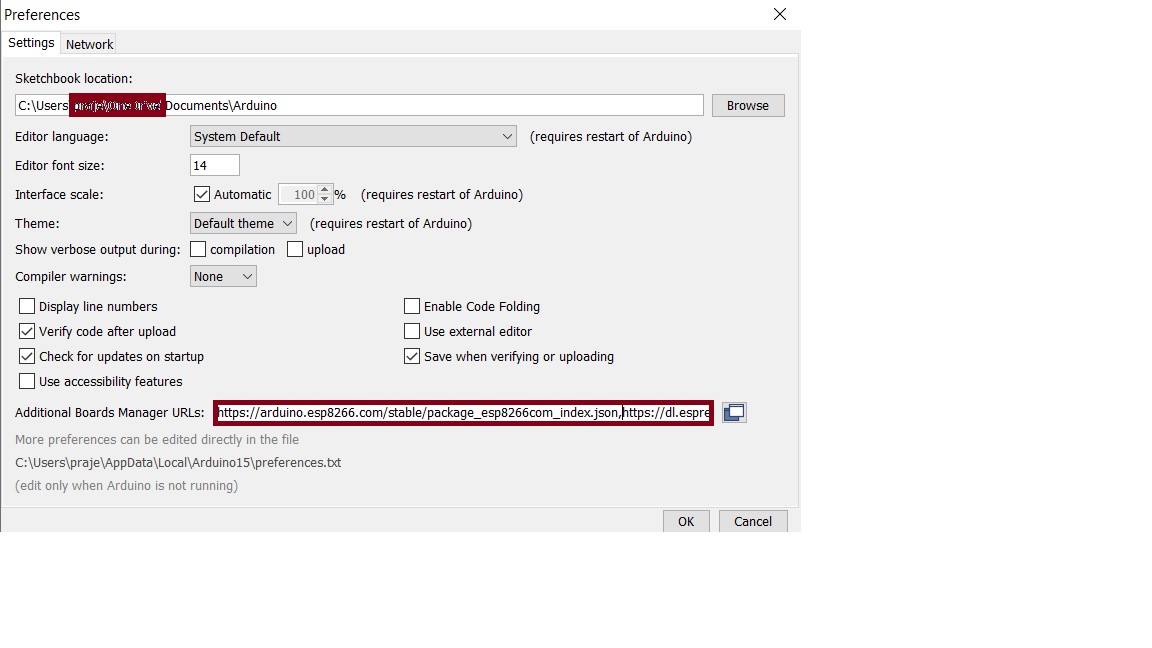 Preferences
Settings Network
Sketchbook location:
C:\Users Documents\Arduino Browse
Editor language: System Default (requires restart of Arduino)
Editor font size: 14
Interface scale: Automatic 100 % (requires restart of Arduino)
Theme: Default theme (requires restart of Arduino)
Show verbose output during: compilation upload
Compiler warnings: None
Display line numbers Enable Code Folding
Verify code after upload Use external editor
Check for updates on startup Save when verifying or uploading
Use accessibility features
Additional Boards Manager URLs: https://arduino.esp8266.com/stable/package_esp8266com_index.json,https://dl.espre
More preferences can be edited directly in the file
C:\Users\praje\AppData\Local\Arduino15\preferences.txt
(edit only when Arduino is not running)
OK Cancel